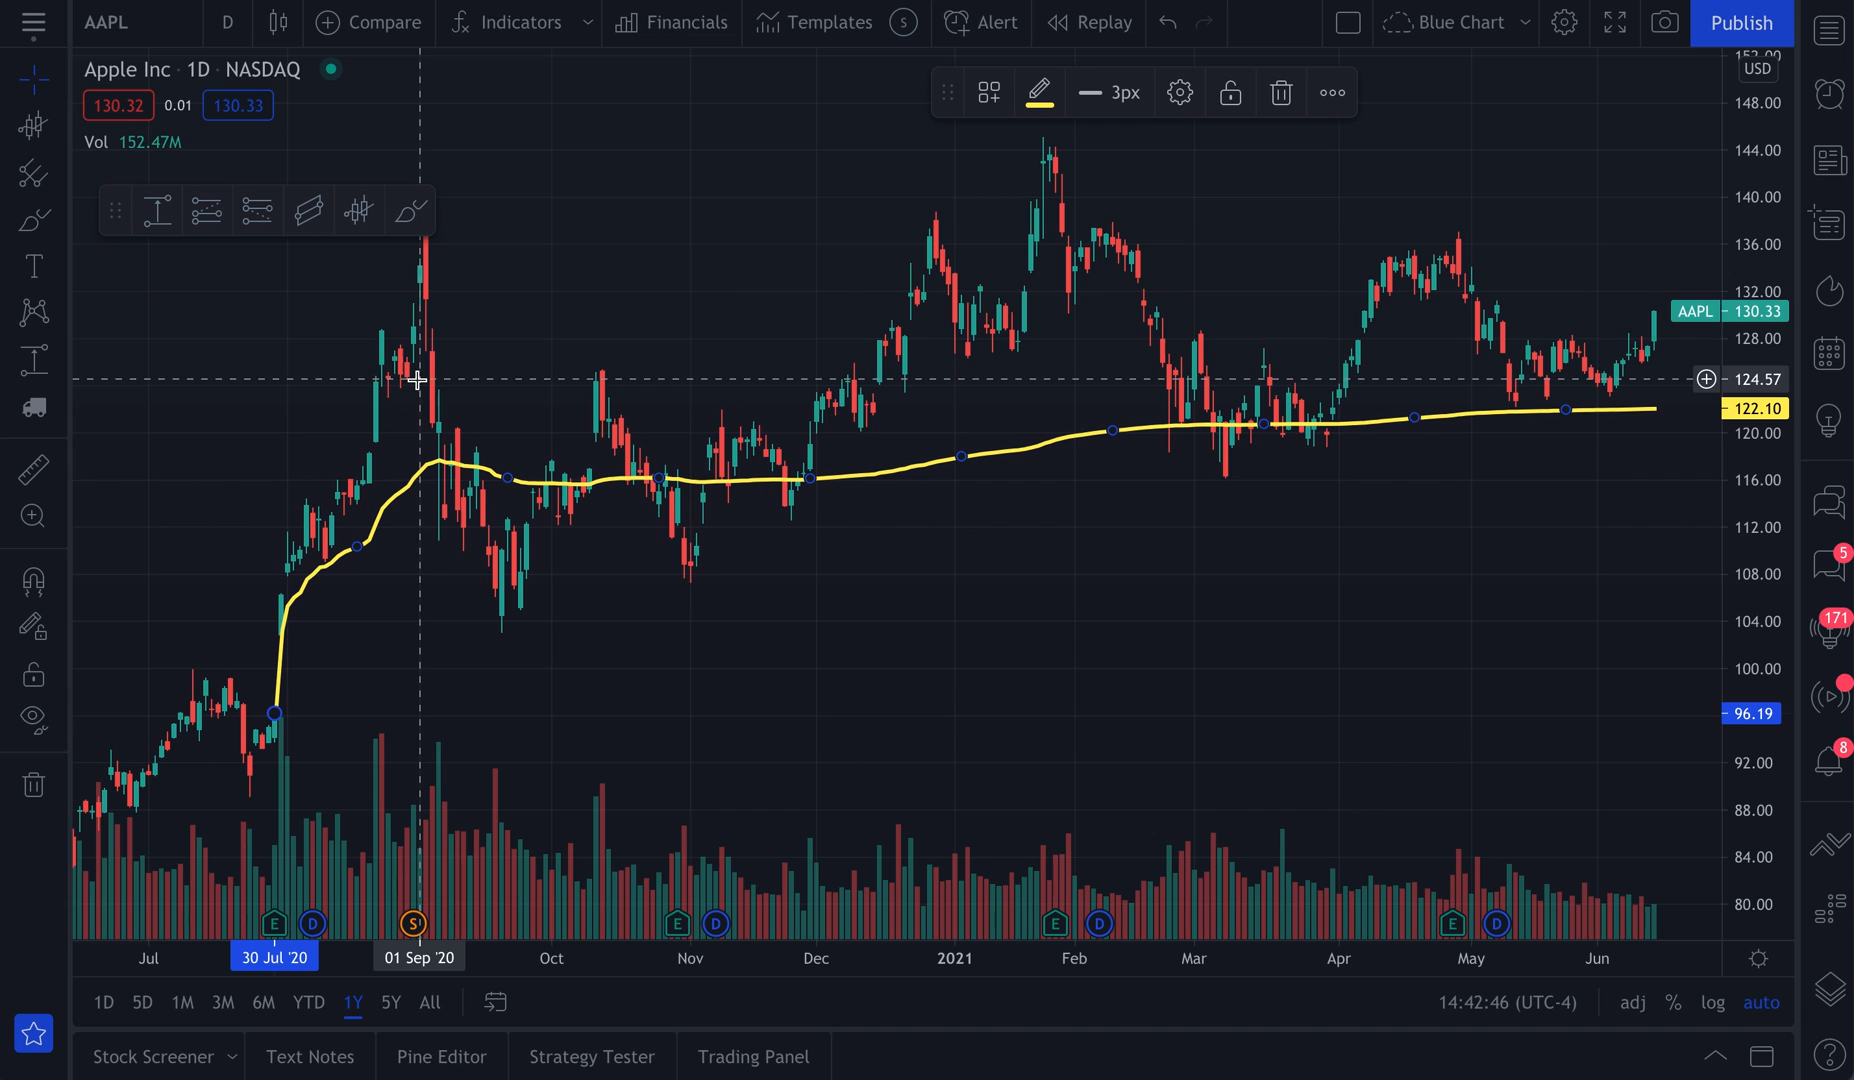 AAPL D Compare Indicators Financials Templates S Alert Replay Blue Chart Publish
Apple Inc · 1D · NASDAQ
130.32 0.01 130.33
Vol 152.47M
3px
152.00
USD
148.00
144.00
140.00
136.00
132.00
AAPL 130.33
128.00
124.57
122.10
120.00
116.00
112.00
108.00
104.00
100.00
96.19
92.00
88.00
84.00
80.00
5
171
8
E D S E D E D E D
Jul 30 Jul '20 01 Sep '20 Oct Nov Dec 2021 Feb Mar Apr May Jun
1D 5D 1M 3M 6M YTD 1Y 5Y All 14:42:46 (UTC-4) adj % log auto
Stock Screener Text Notes Pine Editor Strategy Tester Trading Panel